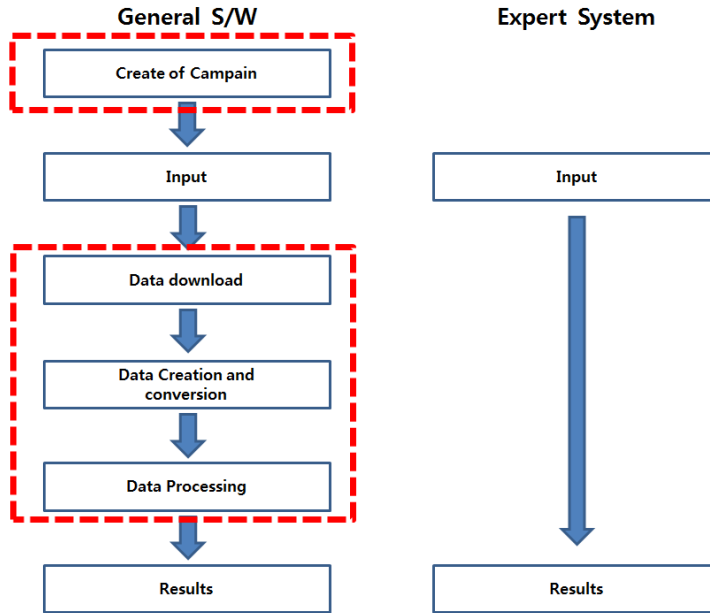 General S/W
Create of Campain
Input
Data download
Data Creation and
conversion
Data Processing
Results
Expert System
Input
Results